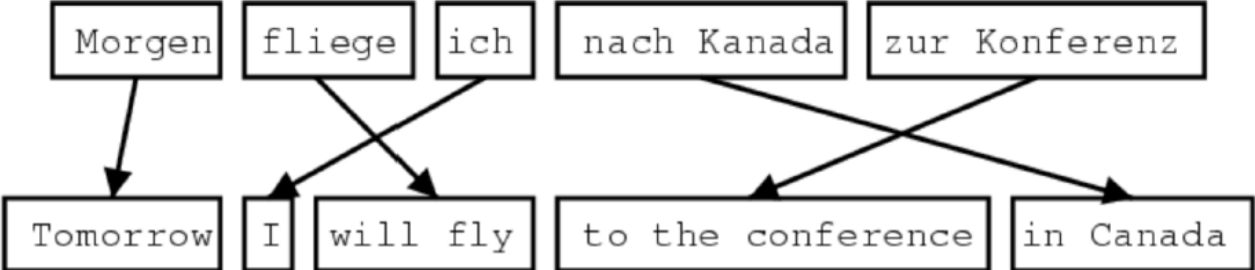 Morgen fliege ich nach Kanada zur Konferenz
Tomorrow I will fly to the conference in Canada